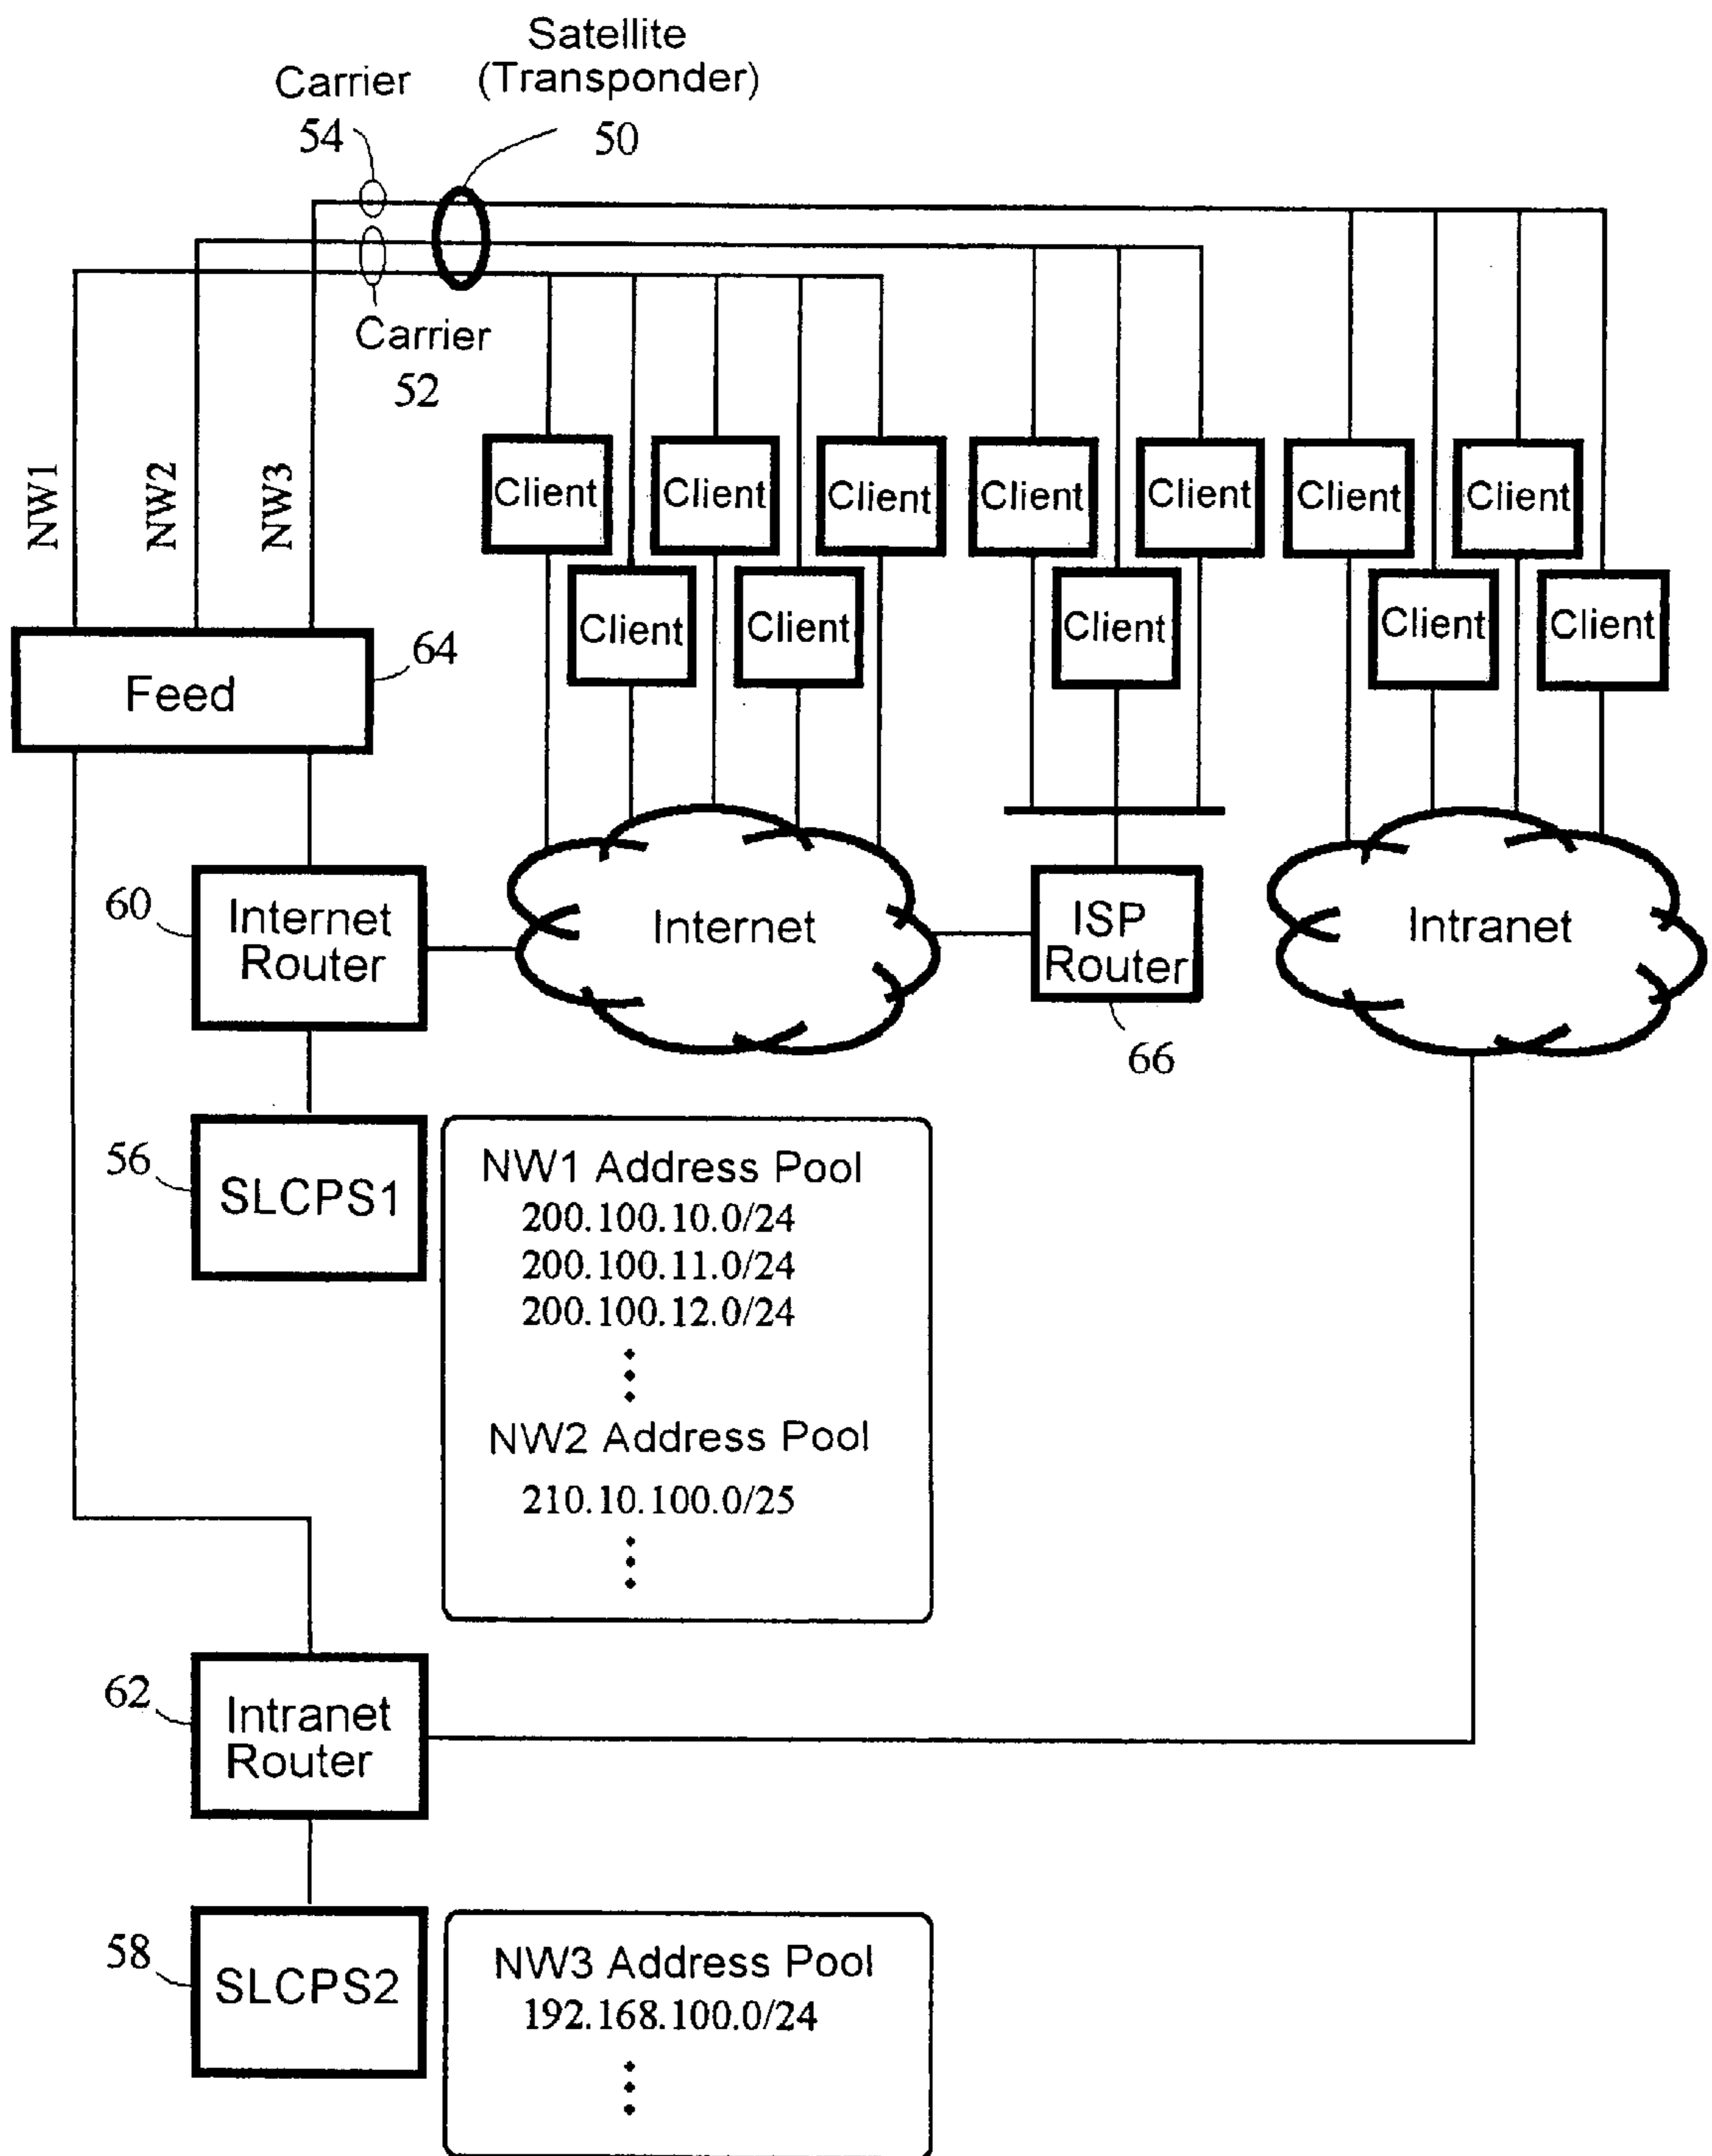 Satellite
(Transponder)
50
Carrier
54
Carrier
52
NW1
NW2
NW3
Client
Client
Client
Client
Client
Client
Client
Client
Client
Client
Client
Client
Feed
64
60
Internet
Router
Internet
ISP
Router
66
Intranet
56
SLCPS1
NW1 Address Pool
200.100.10.0/24
200.100.11.0/24
200.100.12.0/24
NW2 Address Pool
210.10.100.0/25
62
Intranet
Router
58
SLCPS2
NW3 Address Pool
192.168.100.0/24